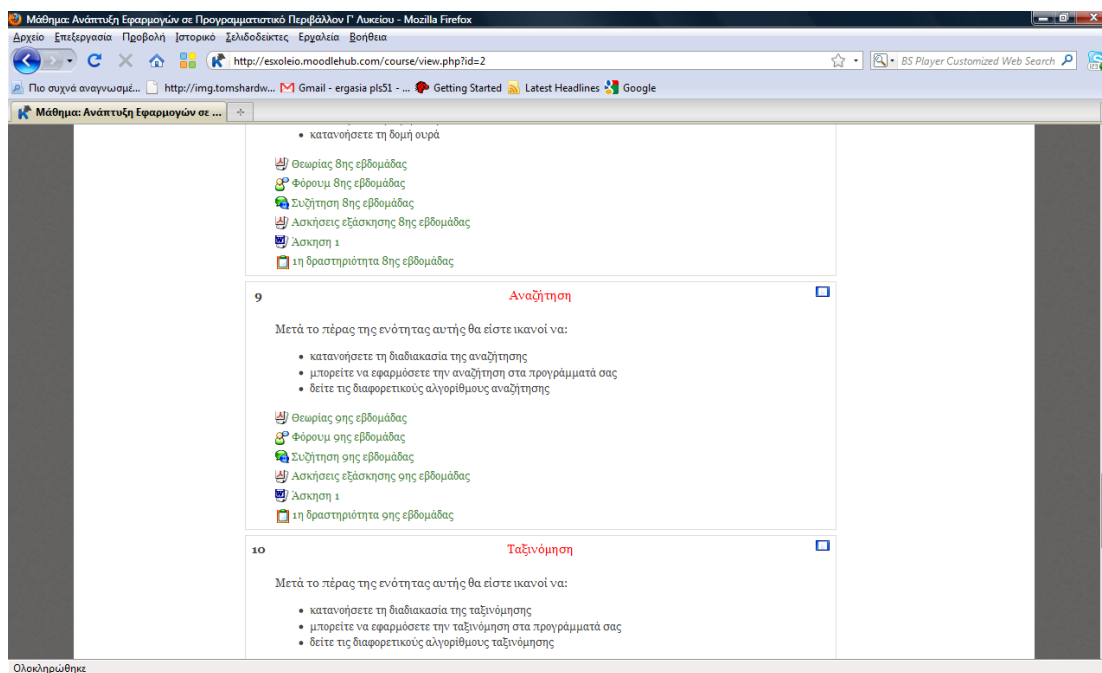 Μάθημα: Ανάπτυξη Εφαρμογών σε Προγραμματιστικό Περιβάλλον Γ' Λυκείου - Mozilla Firefox
Αρχείο Επεξεργασία Προβολή Ιστορικό Σελιδοδείκτες Εργαλεία Βοήθεια
http://esxoleio.moodlehub.com/course/view.php?id=2 BS Player Customized Web Search
Πιο συχνά αναγνωσμέ... http://img.tomshardw... Gmail - ergasia pls51 - ... Getting Started Latest Headlines Google
Μάθημα: Ανάπτυξη Εφαρμογών σε ...
• κατανοήσετε τη δομή ουρά
Θεωρίας 8ης εβδομάδας
Φόρουμ 8ης εβδομάδας
Συζήτηση 8ης εβδομάδας
Ασκήσεις εξάσκησης 8ης εβδομάδας
Άσκηση 1
1η δραστηριότητα 8ης εβδομάδας
9 Αναζήτηση
Μετά το πέρας της ενότητας αυτής θα είστε ικανοί να:
• κατανοήσετε τη διαδιακασία της αναζήτησης
• μπορείτε να εφαρμόσετε την αναζήτηση στα προγράμματά σας
• δείτε τις διαφορετικούς αλγορίθμους αναζήτησης
Θεωρίας 9ης εβδομάδας
Φόρουμ 9ης εβδομάδας
Συζήτηση 9ης εβδομάδας
Ασκήσεις εξάσκησης 9ης εβδομάδας
Άσκηση 1
1η δραστηριότητα 9ης εβδομάδας
10 Ταξινόμηση
Μετά το πέρας της ενότητας αυτής θα είστε ικανοί να:
• κατανοήσετε τη διαδιακασία της ταξινόμησης
• μπορείτε να εφαρμόσετε την ταξινόμηση στα προγράμματά σας
• δείτε τις διαφορετικούς αλγορίθμους ταξινόμησης
Ολοκληρώθηκε